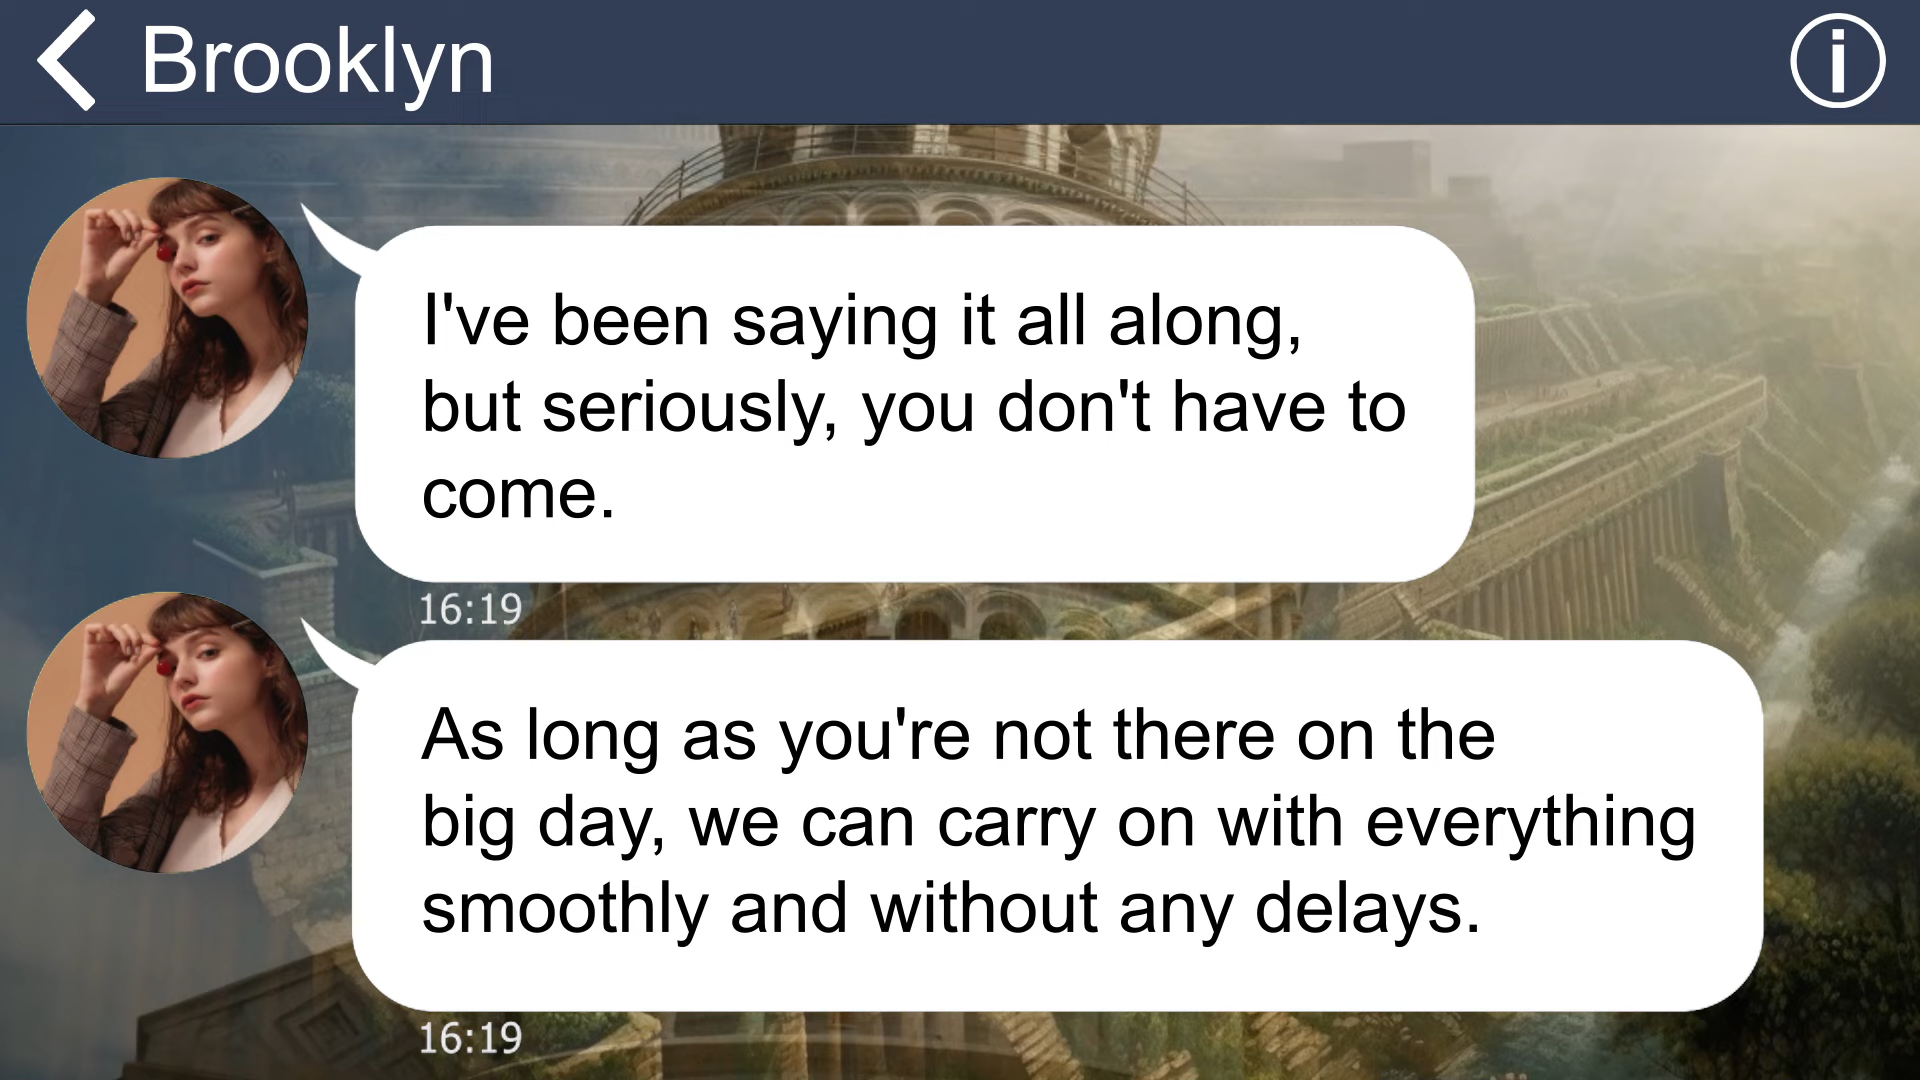 Brooklyn
I've been saying it all along,
but seriously, you don't have to
come.
16:19
As long as you're not there on the
big day, we can carry on with everything
smoothly and without any delays.
16:19